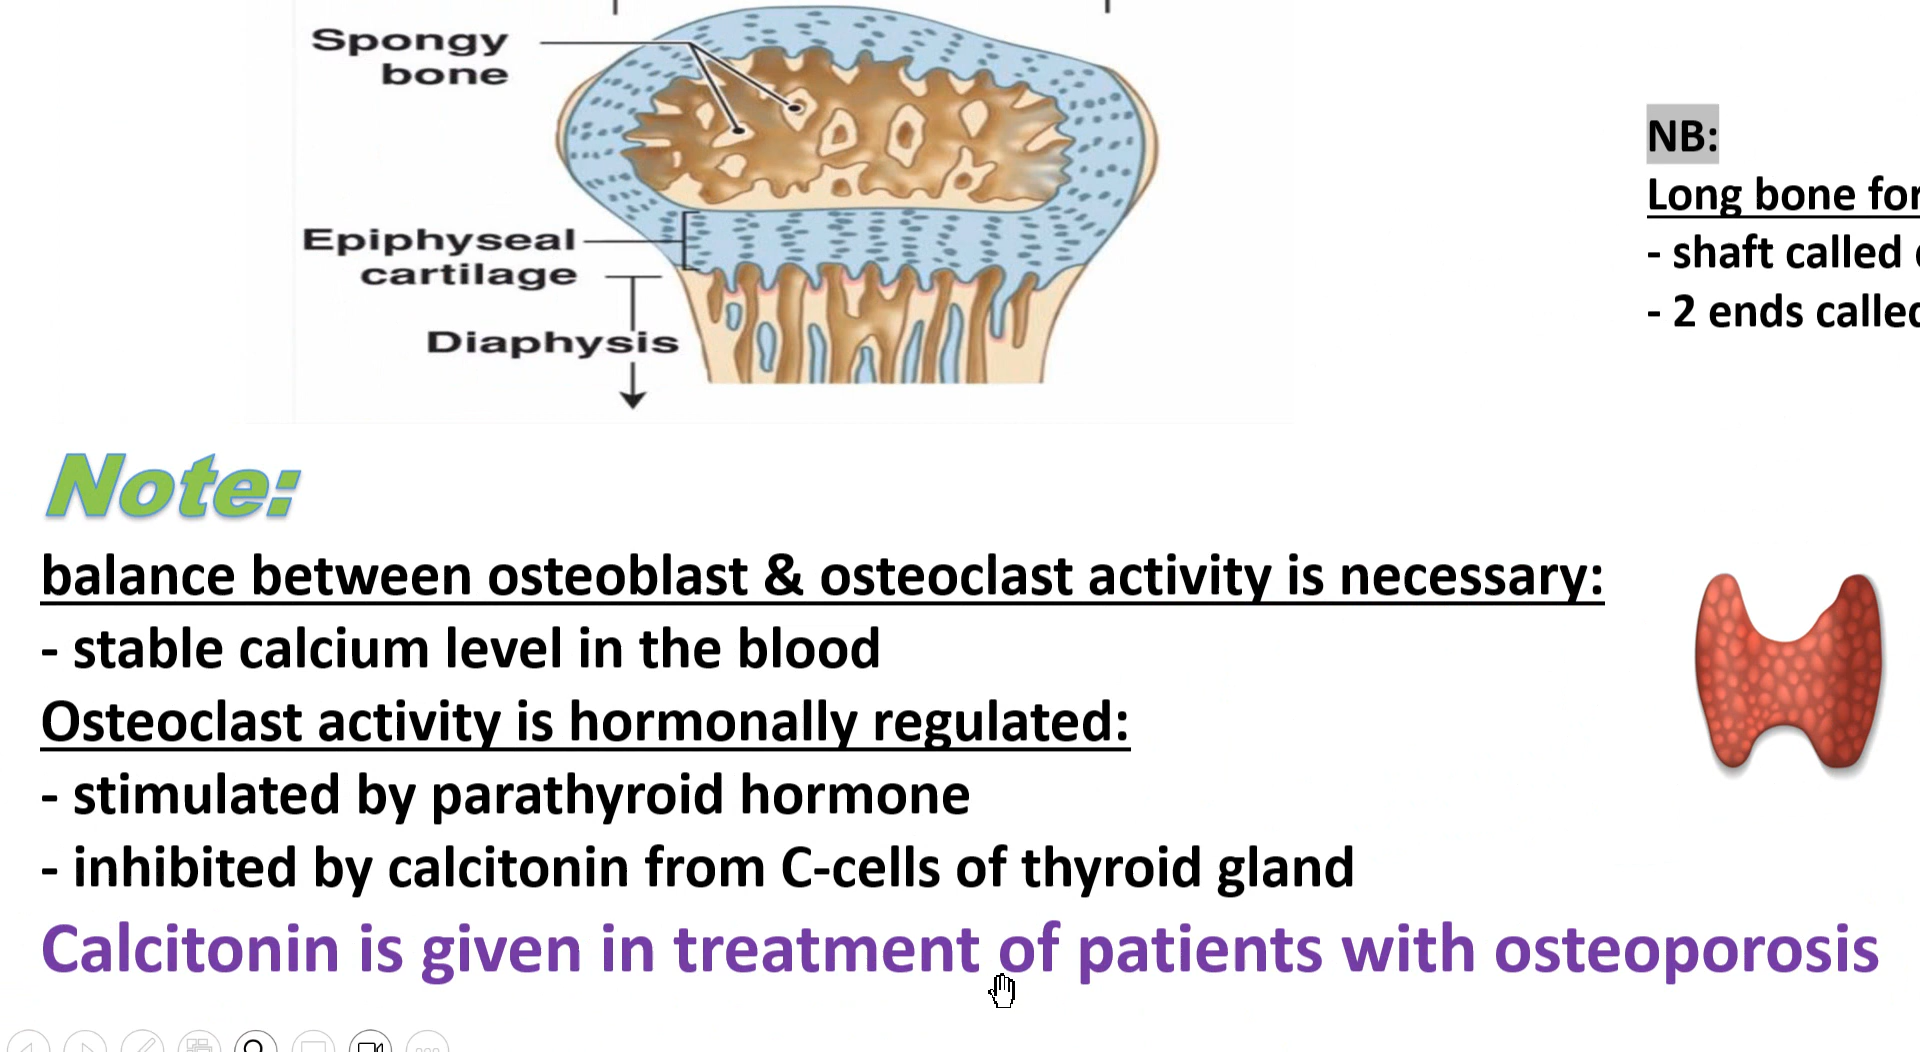 Spongy
bone
Epiphyseal
cartilage
Diaphysis
NB:
Long bone for
- shaft called
- 2 ends called
Note:
balance between osteoblast & osteoclast activity is necessary:
- stable calcium level in the blood
Osteoclast activity is hormonally regulated:
- stimulated by parathyroid hormone
- inhibited by calcitonin from C-cells of thyroid gland
Calcitonin is given in treatment of patients with osteoporosis